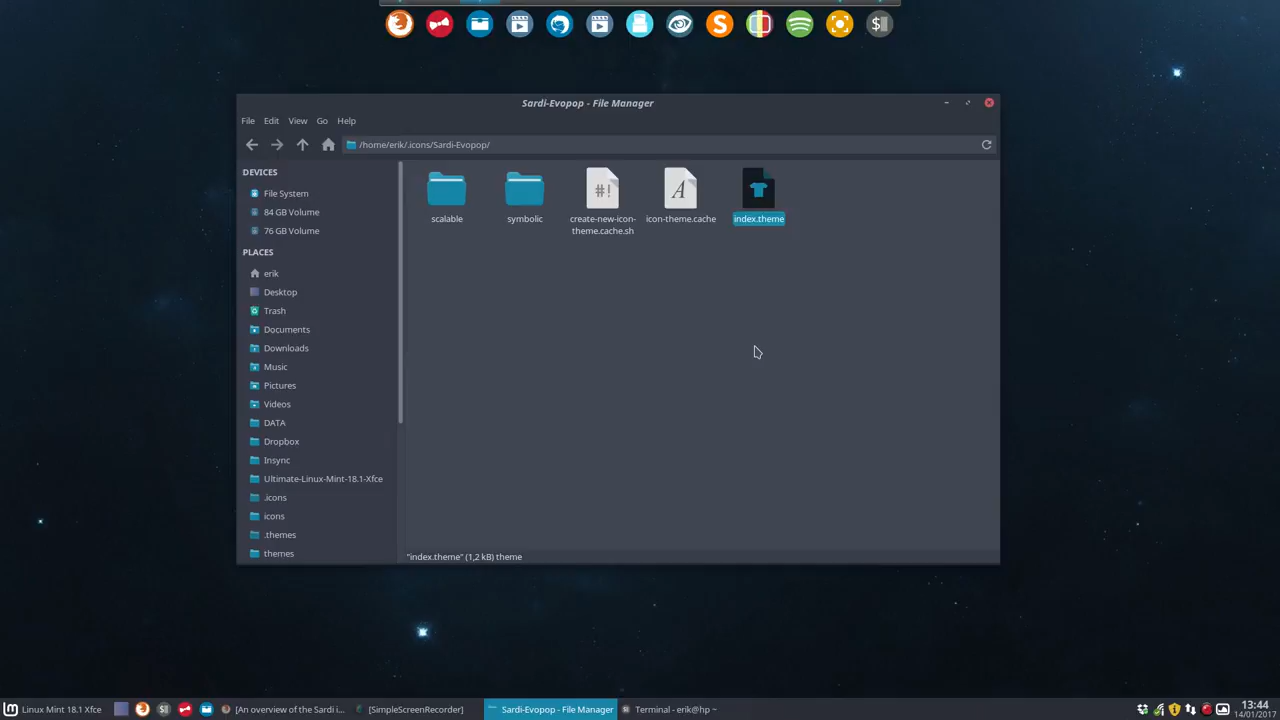 Sardi-Evopop - File Manager
File Edit View Go Help
/home/erik/.icons/Sardi-Evopop/
DEVICES
File System
84 GB Volume
76 GB Volume
PLACES
erik
Desktop
Trash
Documents
Downloads
Music
Pictures
Videos
DATA
Dropbox
Insync
Ultimate-Linux-Mint-18.1-Xfce
.icons
icons
.themes
themes
scalable
symbolic
#!
create-new-icon-
theme.cache.sh
A
icon-theme.cache
index.theme
"index.theme" (1,2 kB) theme
Linux Mint 18.1 Xfce
[An overview of the Sardi i...
[SimpleScreenRecorder]
Sardi-Evopop - File Manager
Terminal - erik@hp ~
13:44
14/01/2017